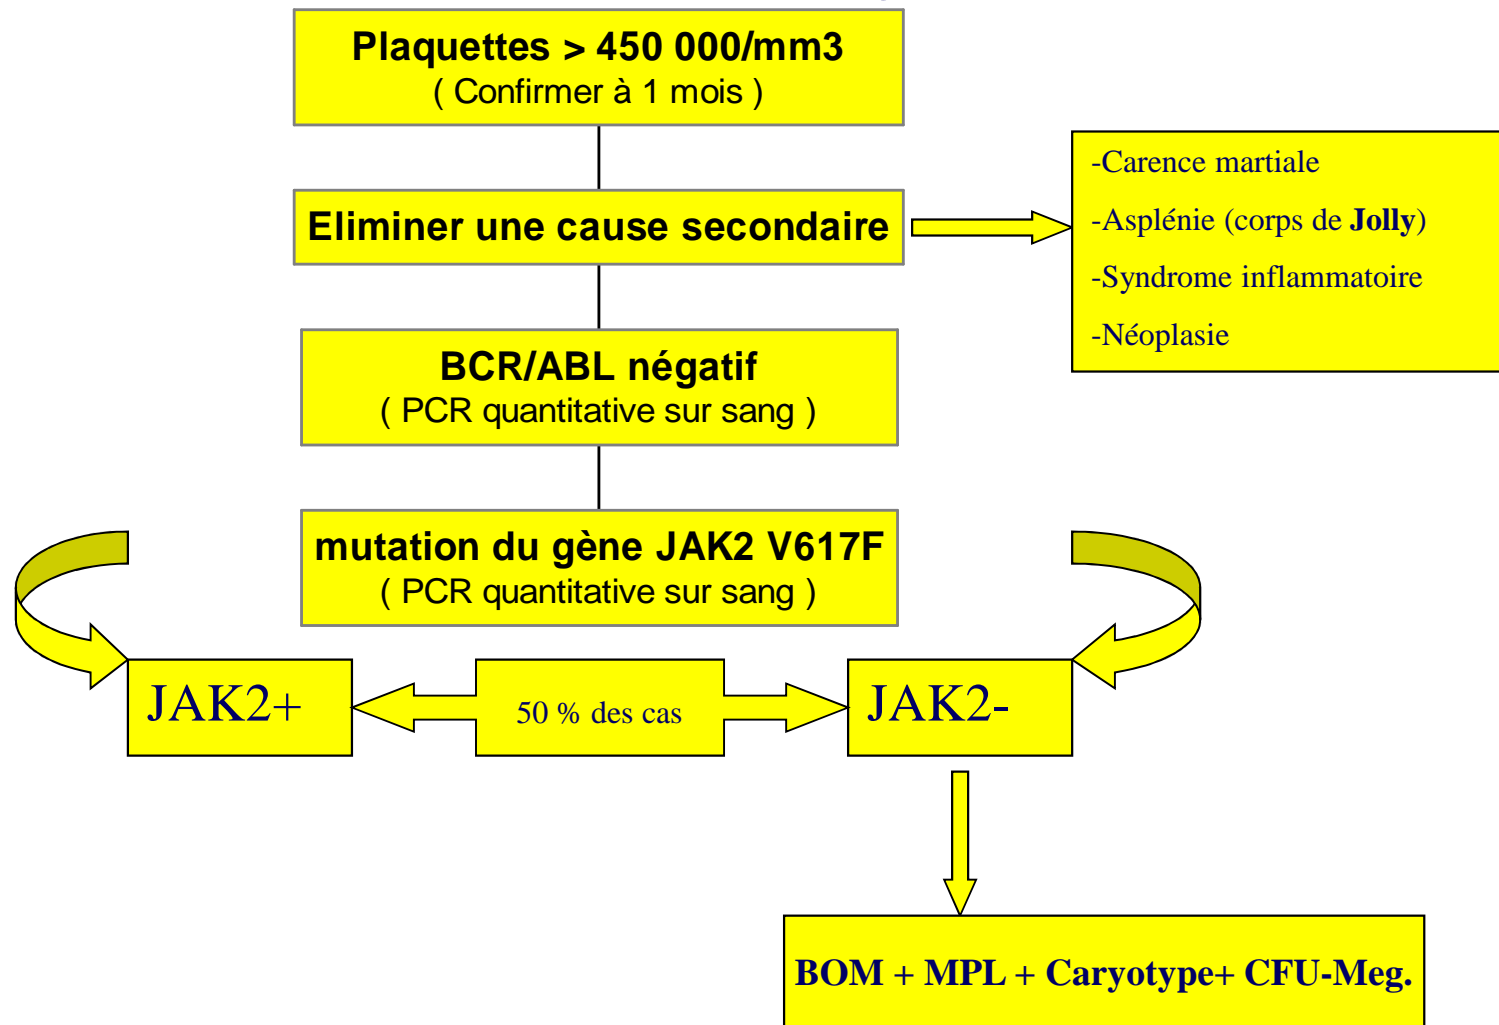 Plaquettes > 450 000/mm3
( Confirmer à 1 mois )
Eliminer une cause secondaire
-Carence martiale
-Asplénie (corps de Jolly)
-Syndrome inflammatoire
-Néoplasie
BCR/ABL négatif
( PCR quantitative sur sang )
mutation du gène JAK2 V617F
( PCR quantitative sur sang )
JAK2+
50 % des cas
JAK2-
BOM + MPL + Caryotype+ CFU-Meg.